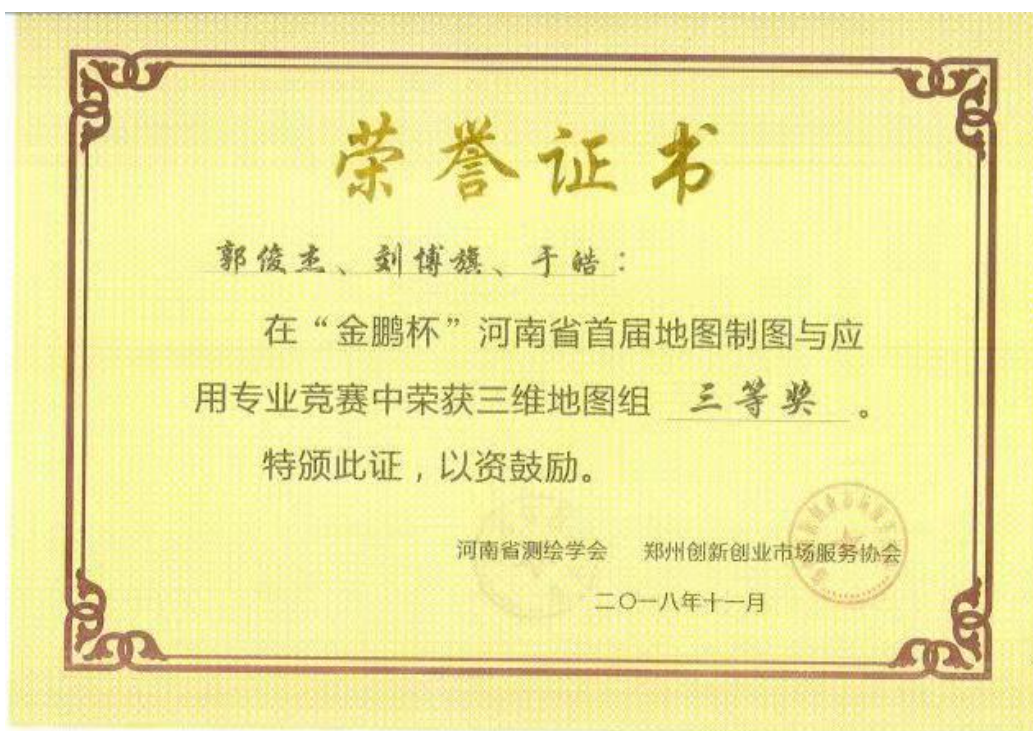 荣誉证书
郭俊杰、刘博旗、于皓：
在“金鹏杯”河南省首届地图制图与应
用专业竞赛中荣获三维地图组 三等奖 。
特颁此证，以资鼓励。
河南省测绘学会 郑州创新创业市场服务协会
二〇一八年十一月